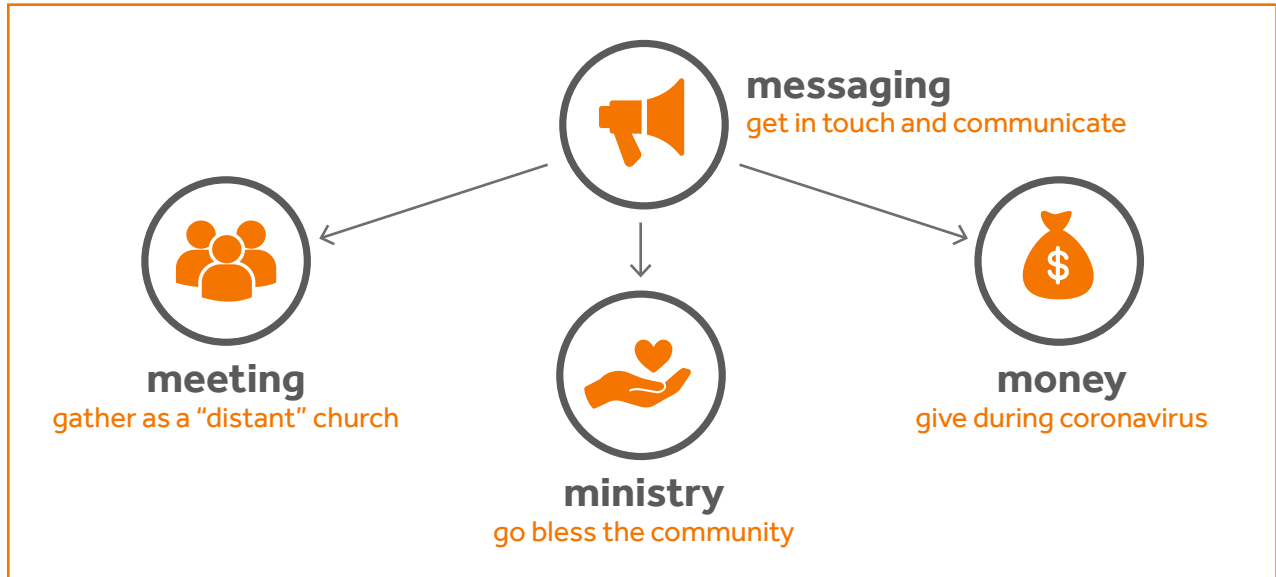 messaging
get in touch and communicate
meeting
gather as a “distant” church
ministry
go bless the community
$
money
give during coronavirus